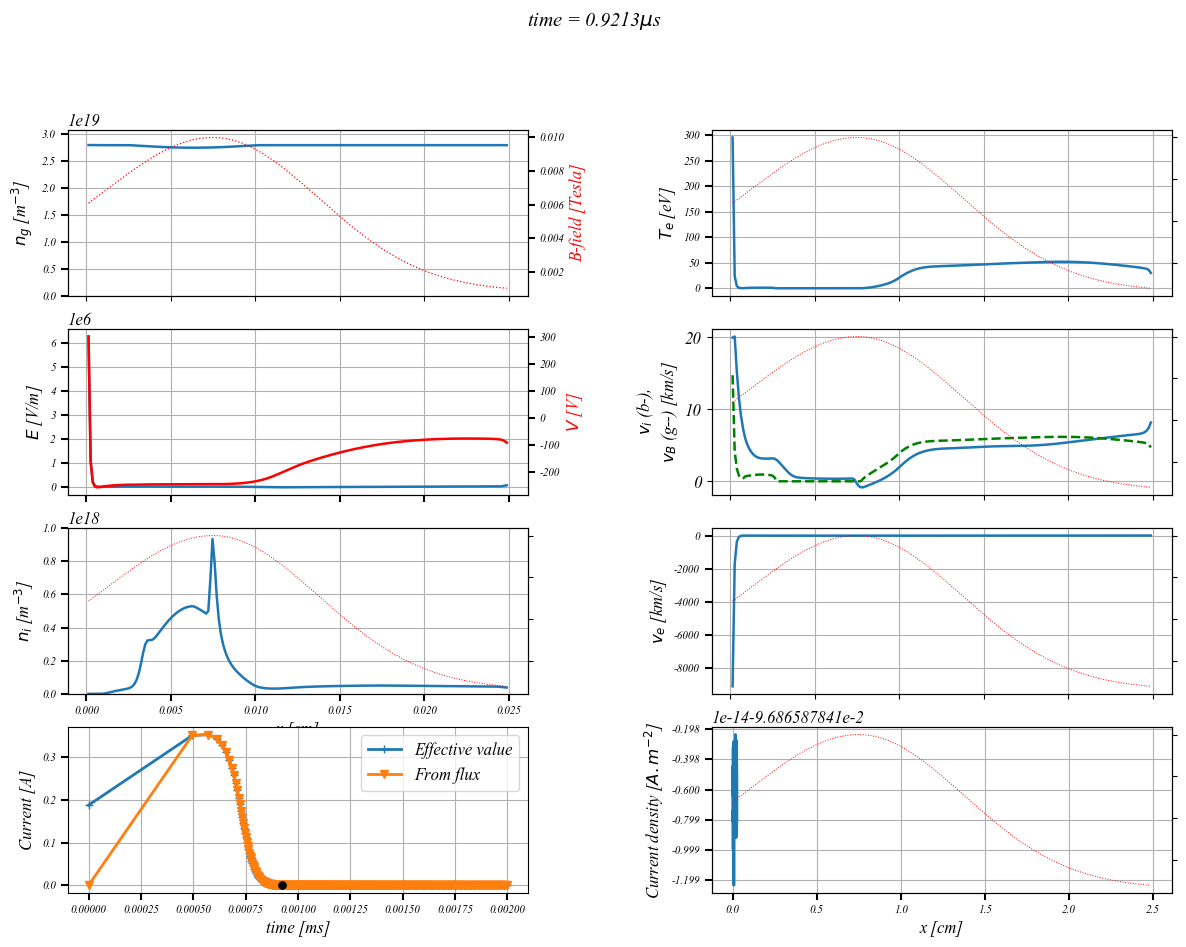 time = 0.9213μs
1e19
3.0
2.5
2.0
1.5
1.0
0.5
0.0
n_g [m⁻³]
0.010
0.008
0.006
0.004
0.002
B-field [Tesla]
300
250
200
150
100
50
0
T_e [eV]
1e6
6
5
4
3
2
1
0
E [V/m]
300
200
100
0
-100
-200
V [V]
20
10
0
v_i (b-),
v_B (g--) [km/s]
1e18
1.0
0.8
0.6
0.4
0.2
0.0
n_i [m⁻³]
0.000 0.005 0.010 0.015 0.020 0.025
0
-2000
-4000
-6000
-8000
v_e [km/s]
0.3
0.2
0.1
0.0
Current [A]
Effective value
From flux
0.00000 0.00025 0.00050 0.00075 0.00100 0.00125 0.00150 0.00175 0.00200
time [ms]
1e-14-9.686587841e-2
-0.198
-0.398
-0.600
-0.799
-0.999
-1.199
Current density [A.m⁻²]
0.0 0.5 1.0 1.5 2.0 2.5
x [cm]